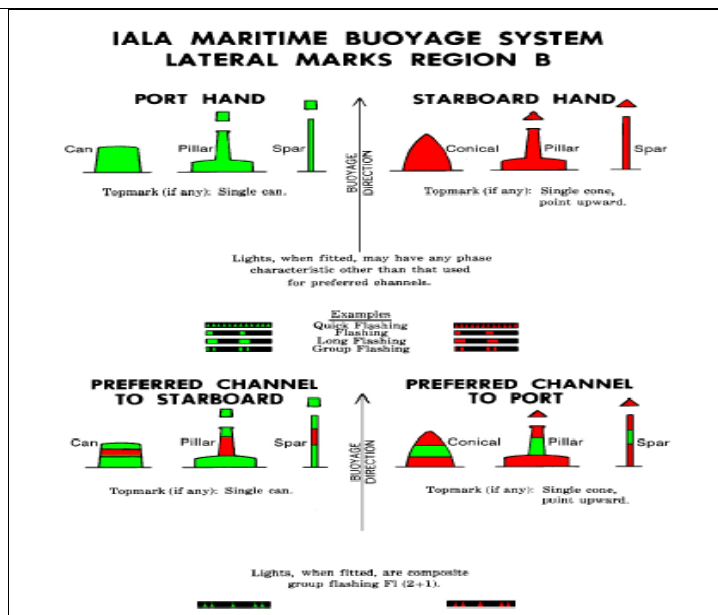 IALA MARITIME BUOYAGE SYSTEM
LATERAL MARKS REGION B
PORT HAND
STARBOARD HAND
Can
Pillar
Spar
BUOYAGE
DIRECTION
Conical
Pillar
Spar
Topmark (if any): Single can.
Topmark (if any): Single cone,
point upward.
Lights, when fitted, may have any phase
characteristic other than that used
for preferred channels.
Examples
Quick Flashing
Flashing
Long Flashing
Group Flashing
PREFERRED CHANNEL
TO STARBOARD
PREFERRED CHANNEL
TO PORT
Can
Pillar
Spar
BUOYAGE
DIRECTION
Conical
Pillar
Spar
Topmark (if any): Single can.
Topmark (if any): Single cone,
point upward.
Lights, when fitted, are composite
group flashing Fl (2+1).